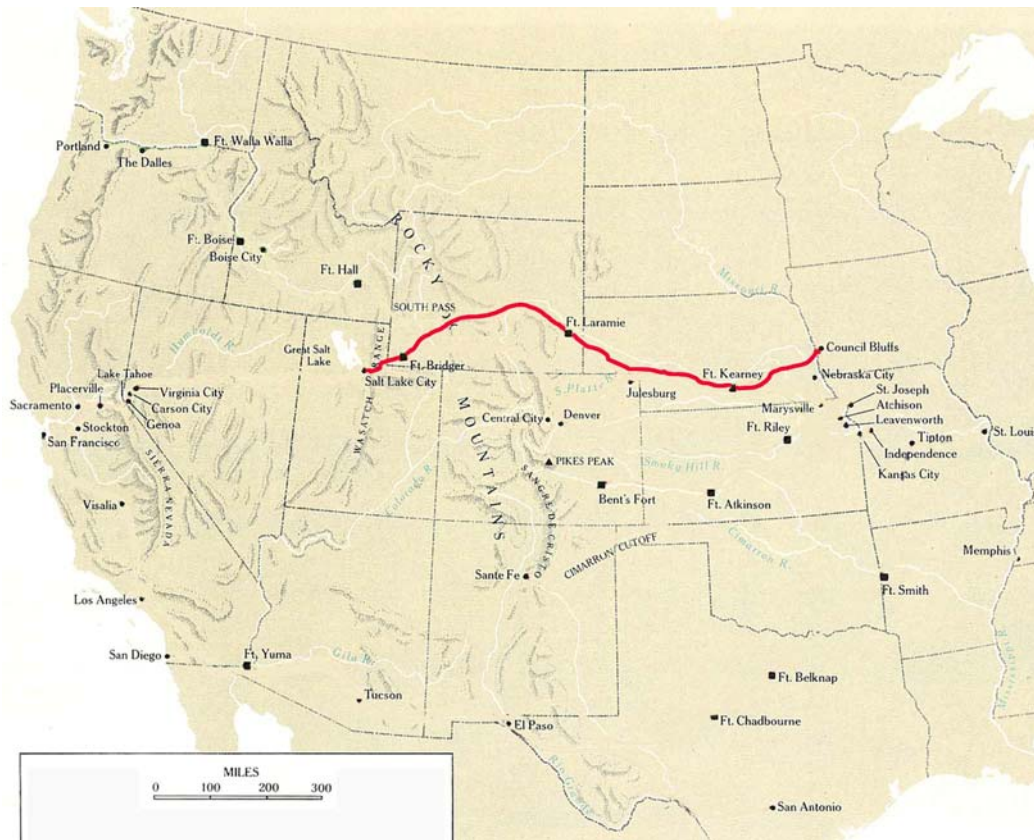 Portland
The Dalles
Ft. Walla Walla
Ft. Boise
Boise City
Ft. Hall
ROCKY
MOUNTAINS
SOUTH PASS
Ft. Laramie
Missouri R.
Council Bluffs
Nebraska City
Humboldt R.
Great Salt
Lake
WASATCH RANGE
Ft. Bridger
Salt Lake City
S. Platte R.
Julesburg
Ft. Kearney
Marysville
St. Joseph
Atchison
Leavenworth
Independence
Kansas City
Tipton
St. Loui
Lake Tahoe
Placerville
Virginia City
Carson City
Genoa
Sacramento
Stockton
San Francisco
SIERRA NEVADA
Visalia
Central City
Denver
PIKES PEAK
Ft. Riley
Smoky Hill R.
Colorado R.
SANGRE DE CRISTO
Bent's Fort
Ft. Atkinson
CIMARRON CUTOFF
Cimarron R.
Sante Fe
Memphis
Ft. Smith
Los Angeles
San Diego
Ft. Yuma
Gila R.
Tucson
El Paso
Rio Grande
Ft. Belknap
Ft. Chadbourne
San Antonio
MILES
0 100 200 300